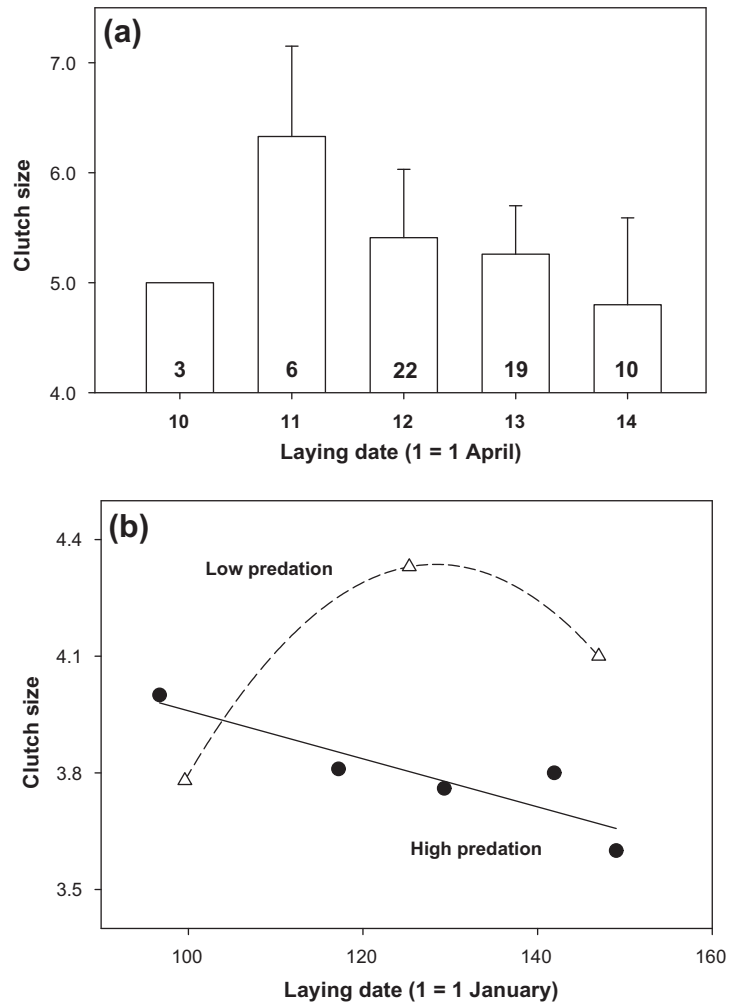 (a)
7.0
6.0
5.0
4.0
Clutch size
3 6 22 19 10
10 11 12 13 14
Laying date (1 = 1 April)
(b)
4.4
4.1
3.8
3.5
Clutch size
Low predation
High predation
100 120 140 160
Laying date (1 = 1 January)